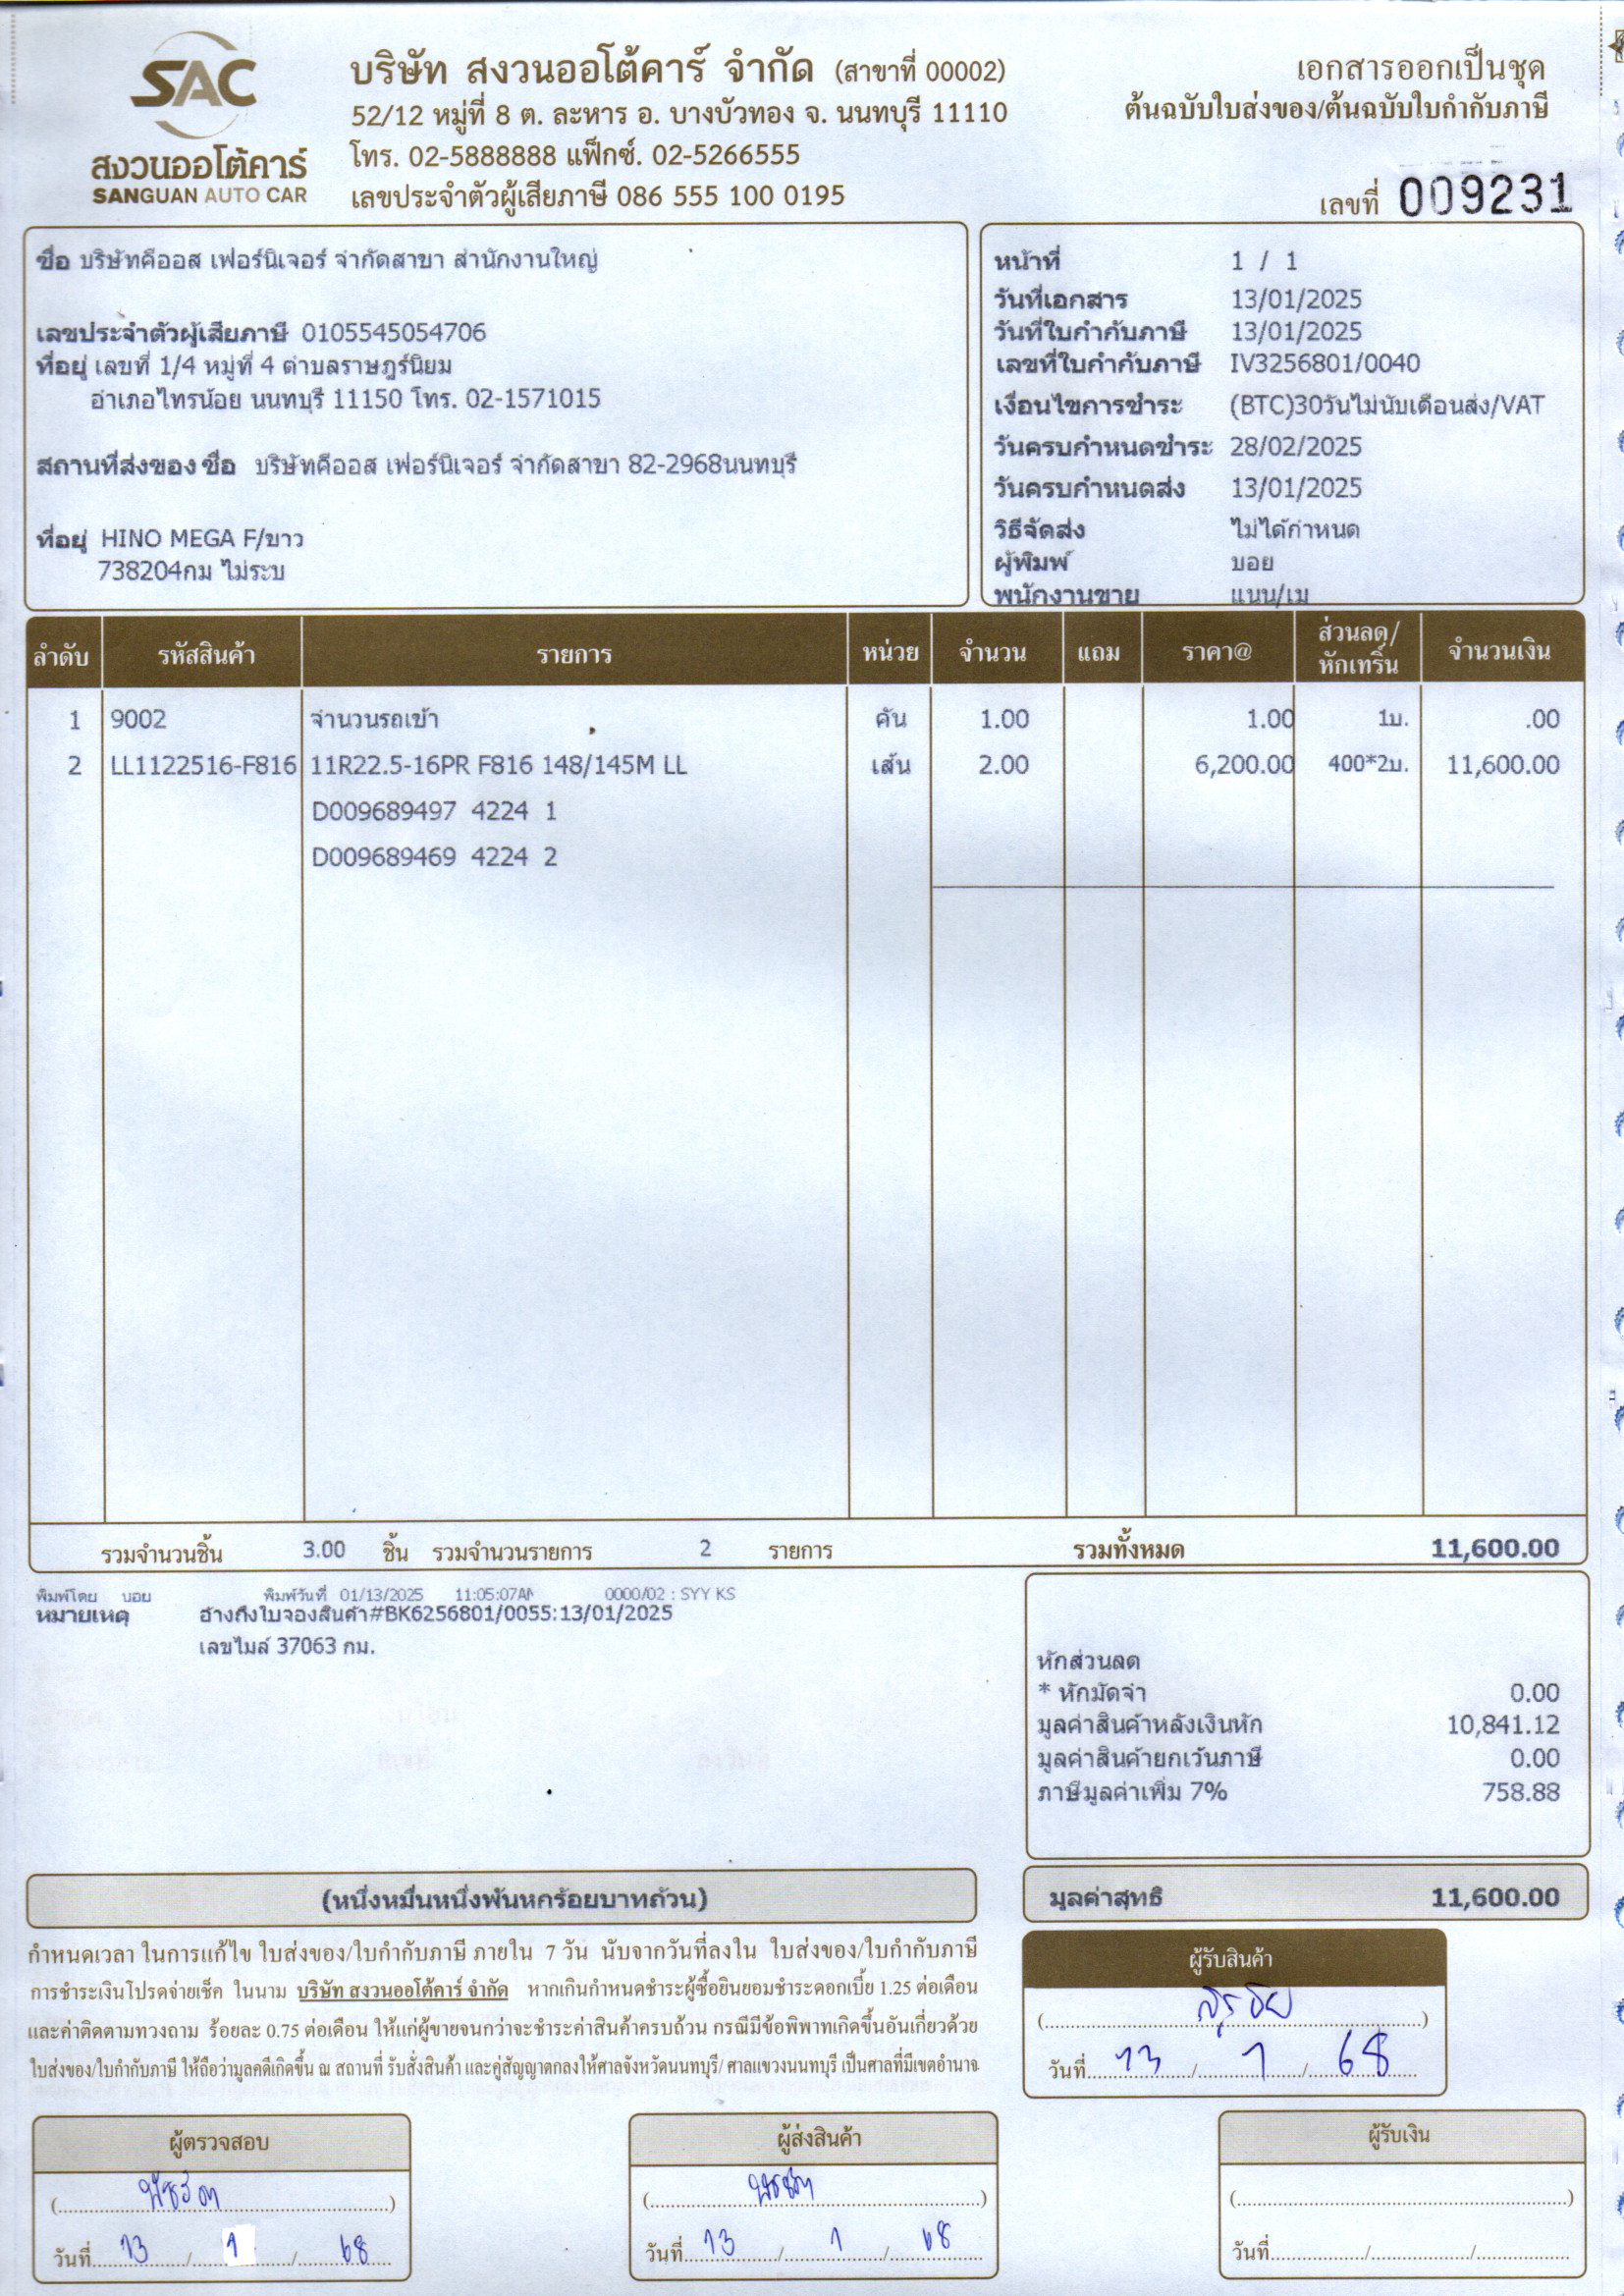 SAC
สงวนออโต้คาร์
SANGUAN AUTO CAR
บริษัท สงวนออโต้คาร์ จำกัด (สาขาที่ 00002)
52/12 หมู่ที่ 8 ต. ละหาร อ. บางบัวทอง จ. นนทบุรี 11110
โทร. 02-5888888 แฟ็กซ์. 02-5266555
เลขประจำตัวผู้เสียภาษี 086 555 100 0195
เอกสารออกเป็นชุด
ต้นฉบับใบส่งของ/ต้นฉบับใบกำกับภาษี
เลขที่ 009231
ชื่อ บริษัทคีออส เฟอร์นิเจอร์ จำกัดสาขา สำนักงานใหญ่
เลขประจำตัวผู้เสียภาษี 0105545054706
ที่อยู่ เลขที่ 1/4 หมู่ที่ 4 ตำบลราษฎร์นิยม
อำเภอไทรน้อย นนทบุรี 11150 โทร. 02-1571015
สถานที่ส่งของ ชื่อ บริษัทคีออส เฟอร์นิเจอร์ จำกัดสาขา 82-2968นนทบุรี
ที่อยู่ HINO MEGA F/ขาว
738204กม ไม่ระบ
หน้าที่ 1 / 1
วันที่เอกสาร 13/01/2025
วันที่ใบกำกับภาษี 13/01/2025
เลขที่ใบกำกับภาษี IV3256801/0040
เงื่อนไขการชำระ (BTC)30วันไม่นับเดือนส่ง/VAT
วันครบกำหนดชำระ 28/02/2025
วันครบกำหนดส่ง 13/01/2025
วิธีจัดส่ง ไม่ได้กำหนด
ผู้พิมพ์ บอย
พนักงานขาย แนน/เม
ลำดับ รหัสสินค้า รายการ หน่วย จำนวน แถม ราคา@ ส่วนลด/หักเทริ์น จำนวนเงิน
1 9002 จำนวนรถเข้า คัน 1.00 1.00 1บ. .00
2 LL1122516-F816 11R22.5-16PR F816 148/145M LL เส้น 2.00 6,200.00 400*2บ. 11,600.00
D009689497 4224 1
D009689469 4224 2
รวมจำนวนชิ้น 3.00 ชิ้น รวมจำนวนรายการ 2 รายการ รวมทั้งหมด 11,600.00
พิมพ์โดย บอย พิมพ์วันที่ 01/13/2025 11:05:07AM 0000/02 : SYY KS
หมายเหตุ อ้างถึงใบจองสินค้า#BK6256801/0055:13/01/2025
เลขไมล์ 37063 กม.
หักส่วนลด
* หักมัดจำ 0.00
มูลค่าสินค้าหลังเงินหัก 10,841.12
มูลค่าสินค้ายกเว้นภาษี 0.00
ภาษีมูลค่าเพิ่ม 7% 758.88
(หนึ่งหมื่นหนึ่งพันหกร้อยบาทถ้วน)
มูลค่าสุทธิ 11,600.00
กำหนดเวลา ในการแก้ไข ใบส่งของ/ใบกำกับภาษี ภายใน 7 วัน นับจากวันที่ลงใน ใบส่งของ/ใบกำกับภาษี
การชำระเงินโปรดจ่ายเช็ค ในนาม บริษัท สงวนออโต้คาร์ จำกัด หากเกินกำหนดชำระผู้ซื้อยินยอมชำระดอกเบี้ย 1.25 ต่อเดือน
และค่าติดตามทวงถาม ร้อยละ 0.75 ต่อเดือน ให้แก่ผู้ขายจนกว่าจะชำระค่าสินค้าครบถ้วน กรณีมีข้อพิพาทเกิดขึ้นอันเกี่ยวด้วย
ใบส่งของ/ใบกำกับภาษี ให้ถือว่ามูลคดีเกิดขึ้น ณ สถานที่ รับสั่งสินค้า และคู่สัญญาตกลงให้ศาลจังหวัดนนทบุรี/ ศาลแขวงนนทบุรี เป็นศาลที่มีเขตอำนาจ
ผู้รับสินค้า
วันที่ 13 / 1 / 68
ผู้ตรวจสอบ
วันที่ 13 / 1 / 68
ผู้ส่งสินค้า
วันที่ 13 / 1 / 68
ผู้รับเงิน
วันที่ / /